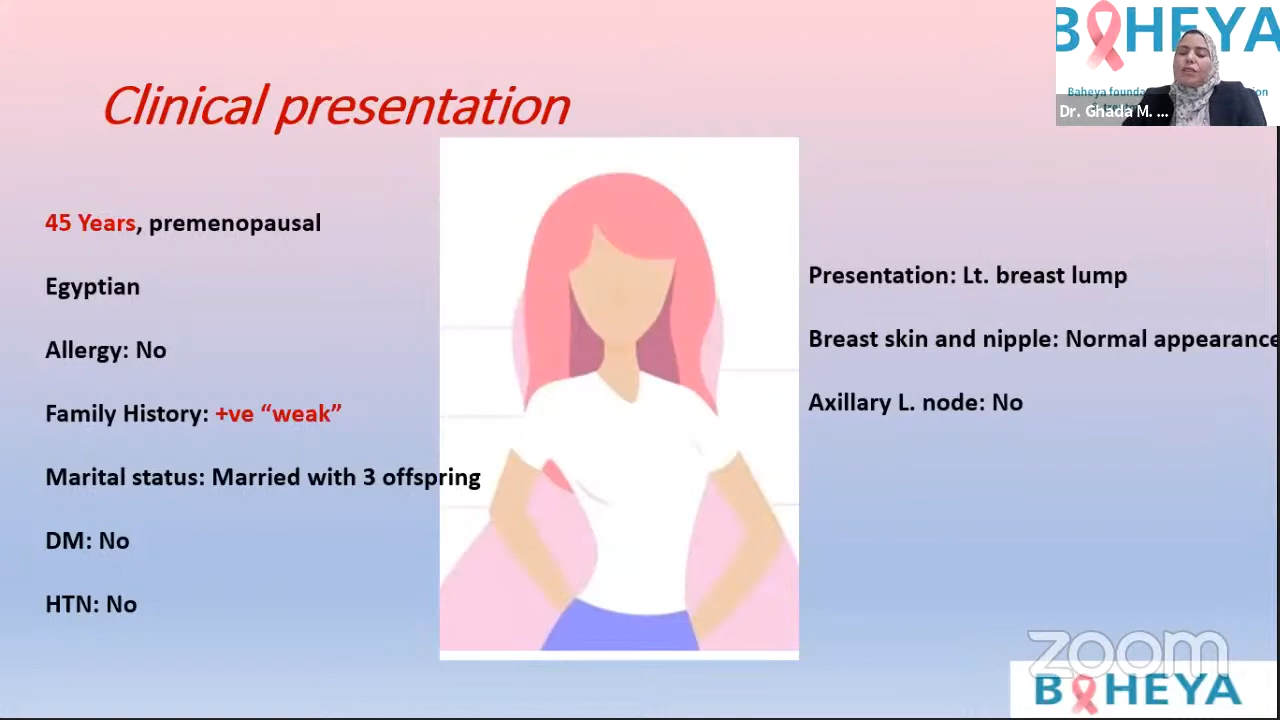 Clinical presentation
45 Years, premenopausal
Egyptian
Allergy: No
Family History: +ve “weak”
Marital status: Married with 3 offspring
DM: No
HTN: No
Presentation: Lt. breast lump
Breast skin and nipple: Normal appearance
Axillary L. node: No
BAHEYA
Baheya
Dr. Ghada M. ...
zoom
BAHEYA